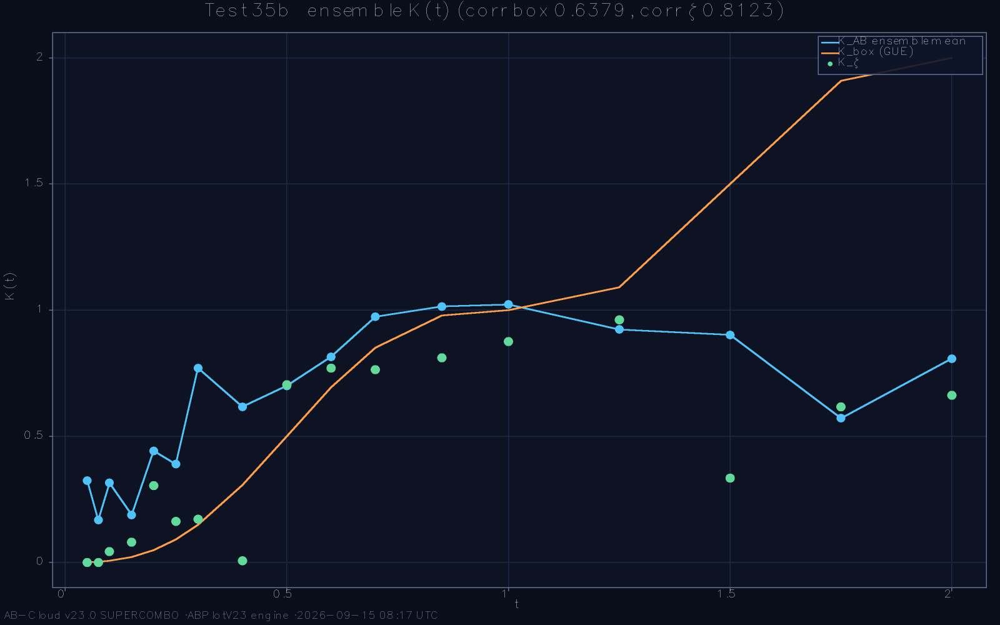 Test35b ensemble K(t) (corr box 0.6379, corr ζ 0.8123)
K_AB ensemble mean
K_box (GUE)
K_ζ
2
1.5
1
0.5
0
K(t)
0 0.5 1 1.5 2
t
AB-Cloud v23.0 SUPERCOMBO · ABPlotV23 engine · 2026-09-15 08:17 UTC